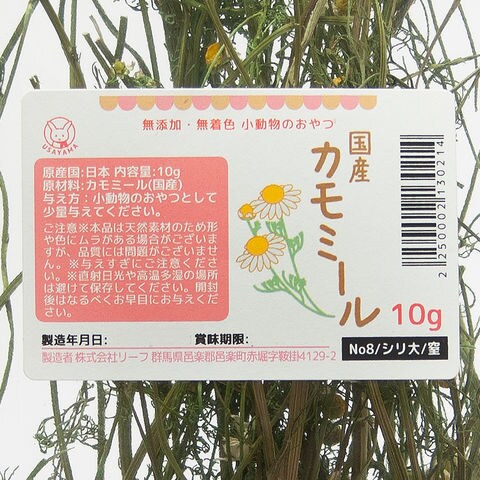 無添加・無着色 小動物のおやつ
USAYAMA
国産
カモミール
10g
原産国:日本 内容量:10g
原材料:カモミール(国産)
与え方：小動物のおやつとして
少量与えてください。
ご注意※本品は天然素材のため形
や色にムラがある場合がございま
すが、品質には問題がございませ
ん。※与えすぎにご注意くださ
い。※直射日光や高温多湿の場所
は避けて保存してください。開封
後はなるべくお早目にお与えくだ
さい。
製造年月日: 賞味期限:
製造者 株式会社リーフ 群馬県邑楽郡邑楽町赤堀字鞍掛4129-2
2250002130214
No8/シリ大/窒